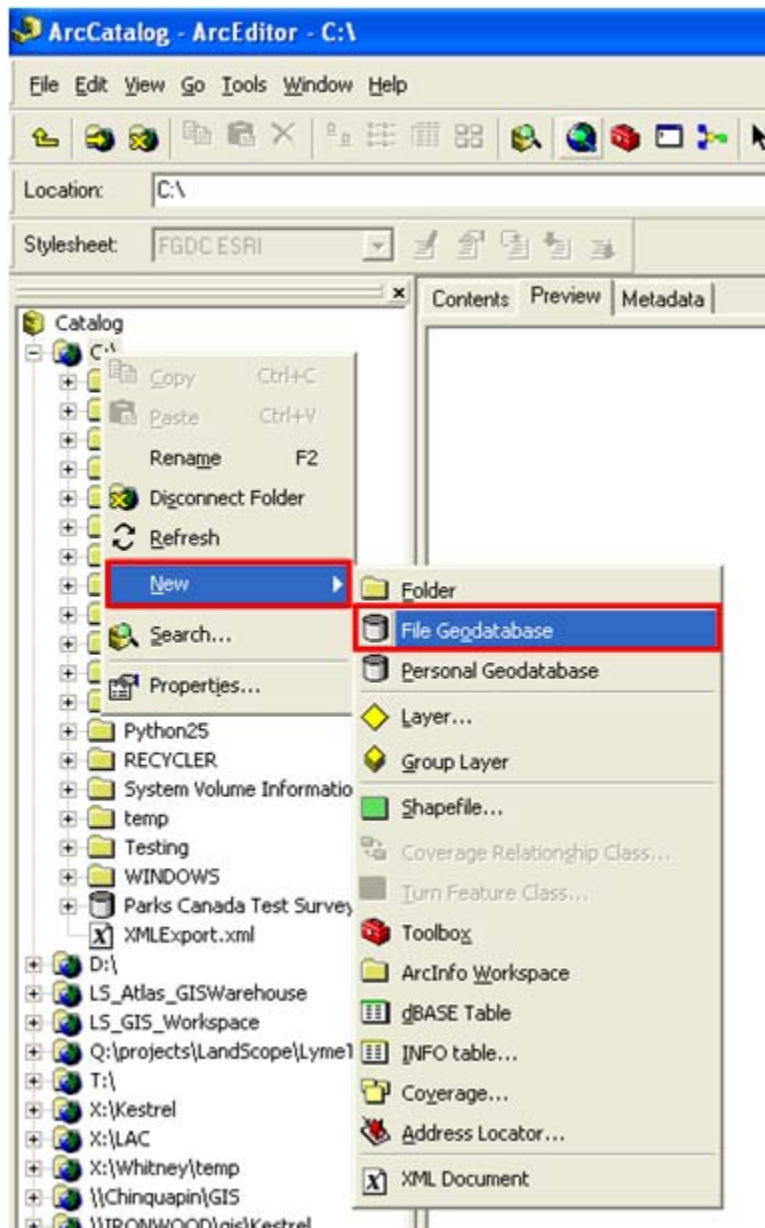 ArcCatalog - ArcEditor - C:\
File Edit View Go Tools Window Help
Location: C:\
Stylesheet: FGDC ESRI
Contents Preview Metadata
Catalog
C:\
Copy Ctrl+C
Paste Ctrl+V
Rename F2
Disconnect Folder
Refresh
New
Search...
Properties...
Folder
File Geodatabase
Personal Geodatabase
Layer...
Group Layer
Shapefile...
Coverage Relationship Class...
Turn Feature Class...
Toolbox
ArcInfo Workspace
dBASE Table
INFO table...
Coverage...
Address Locator...
XML Document
Python25
RECYCLER
System Volume Informatio
temp
Testing
WINDOWS
Parks Canada Test Survey
XMLExport.xml
D:\
LS_Atlas_GISWarehouse
LS_GIS_Workspace
Q:\projects\LandScope\Lyme
T:\
X:\Kestrel
X:\LAC
X:\Whitney\temp
\\Chinquapin\GIS
\\IRONWOOD\gis\Kestrel